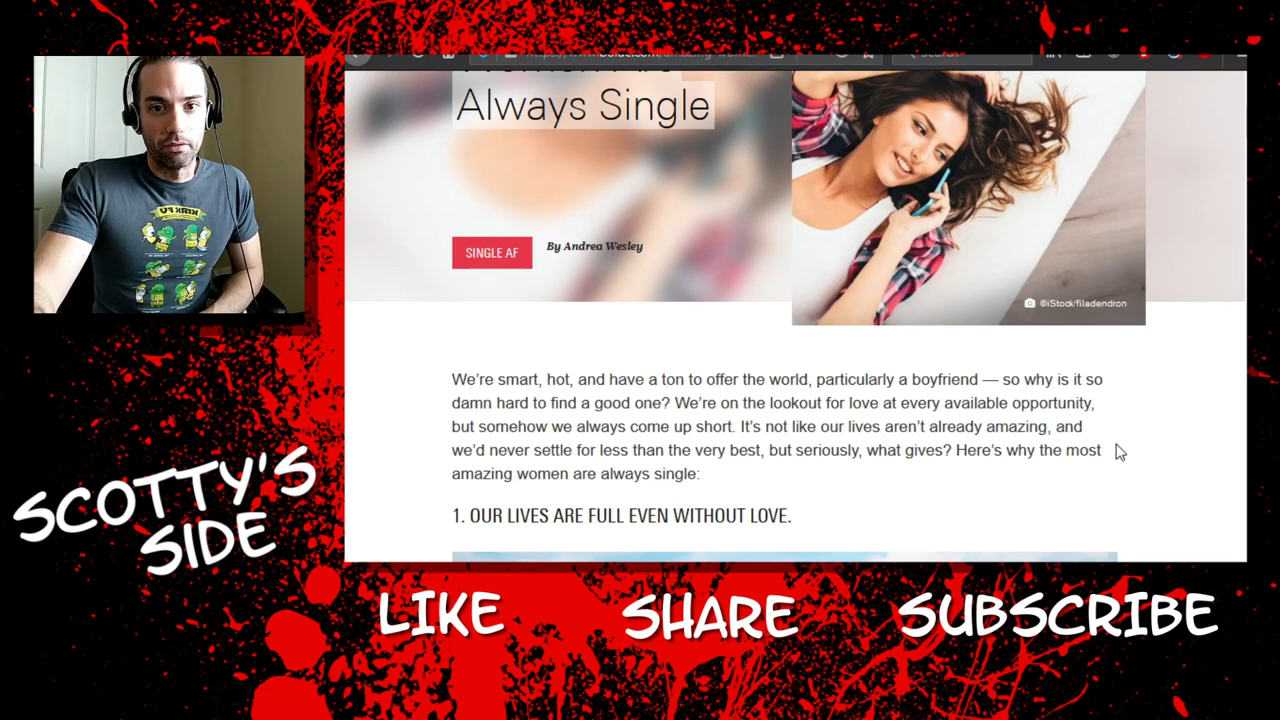 Always Single
SINGLE AF
By Andrea Wesley
©iStock/filadendron
We're smart, hot, and have a ton to offer the world, particularly a boyfriend — so why is it so
damn hard to find a good one? We're on the lookout for love at every available opportunity,
but somehow we always come up short. It's not like our lives aren't already amazing, and
we'd never settle for less than the very best, but seriously, what gives? Here's why the most
amazing women are always single:
1. OUR LIVES ARE FULL EVEN WITHOUT LOVE.
SCOTTY'S
SIDE
LIKE
SHARE
SUBSCRIBE